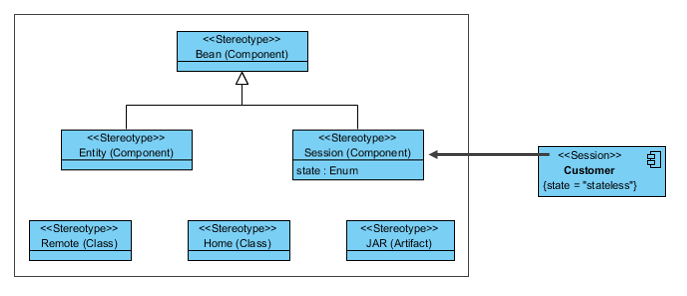 <<Stereotype>>
Bean (Component)
<<Stereotype>>
Entity (Component)
<<Stereotype>>
Session (Component)
state : Enum
<<Session>>
Customer
{state = "stateless"}
<<Stereotype>>
Remote (Class)
<<Stereotype>>
Home (Class)
<<Stereotype>>
JAR (Artifact)